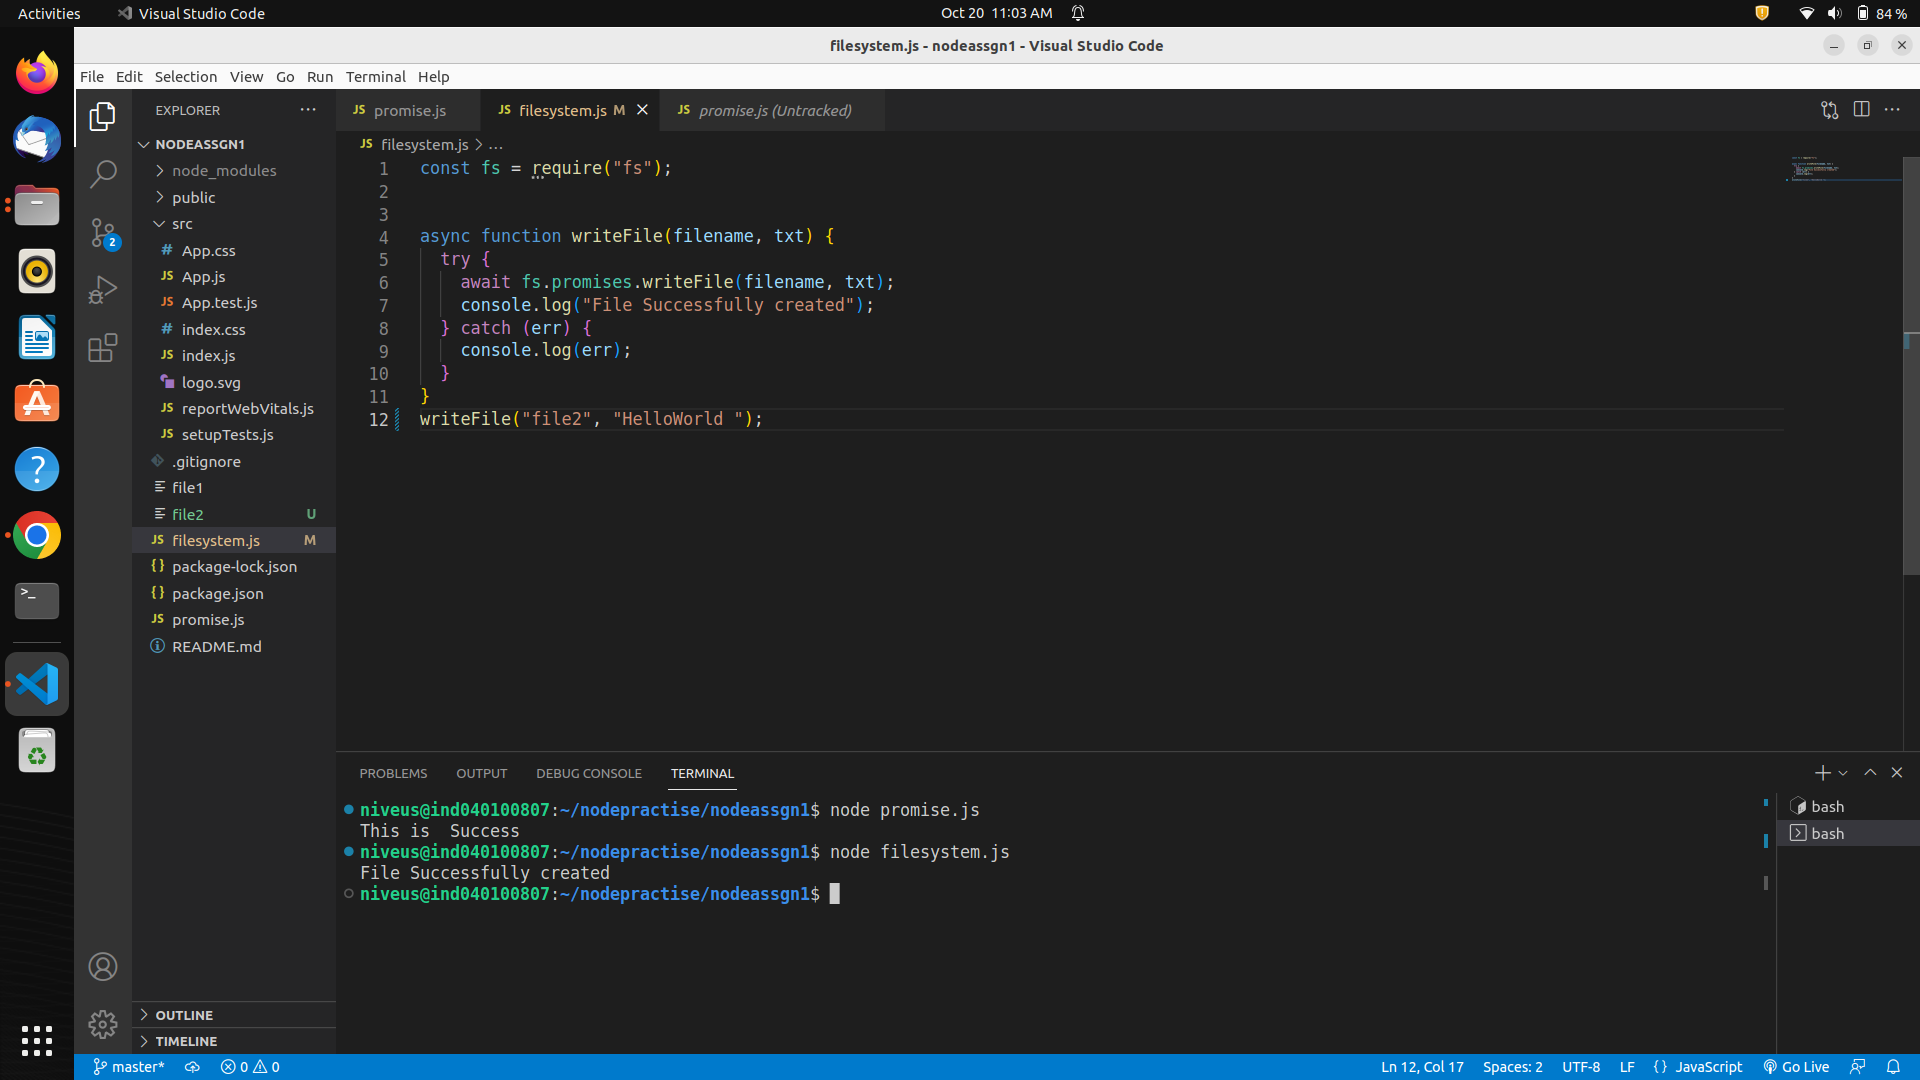 Activities
Visual Studio Code
Oct 20 11:03 AM
84 %
filesystem.js - nodeassgn1 - Visual Studio Code
File Edit Selection View Go Run Terminal Help
EXPLORER
JS promise.js
JS filesystem.js M
JS promise.js (Untracked)
NODEASSGN1
node_modules
public
src
# App.css
JS App.js
JS App.test.js
# index.css
JS index.js
logo.svg
JS reportWebVitals.js
JS setupTests.js
.gitignore
file1
file2 U
JS filesystem.js M
{} package-lock.json
{} package.json
JS promise.js
README.md
OUTLINE
TIMELINE
2
JS filesystem.js > ...
1 const fs = require("fs");
2
3
4 async function writeFile(filename, txt) {
5 try {
6 await fs.promises.writeFile(filename, txt);
7 console.log("File Successfully created");
8 } catch (err) {
9 console.log(err);
10 }
11 }
12 writeFile("file2", "HelloWorld ");
PROBLEMS OUTPUT DEBUG CONSOLE TERMINAL
niveus@ind040100807:~/nodepractise/nodeassgn1$ node promise.js
This is  Success
niveus@ind040100807:~/nodepractise/nodeassgn1$ node filesystem.js
File Successfully created
niveus@ind040100807:~/nodepractise/nodeassgn1$
bash
bash
master* 0 0
Ln 12, Col 17 Spaces: 2 UTF-8 LF {} JavaScript Go Live